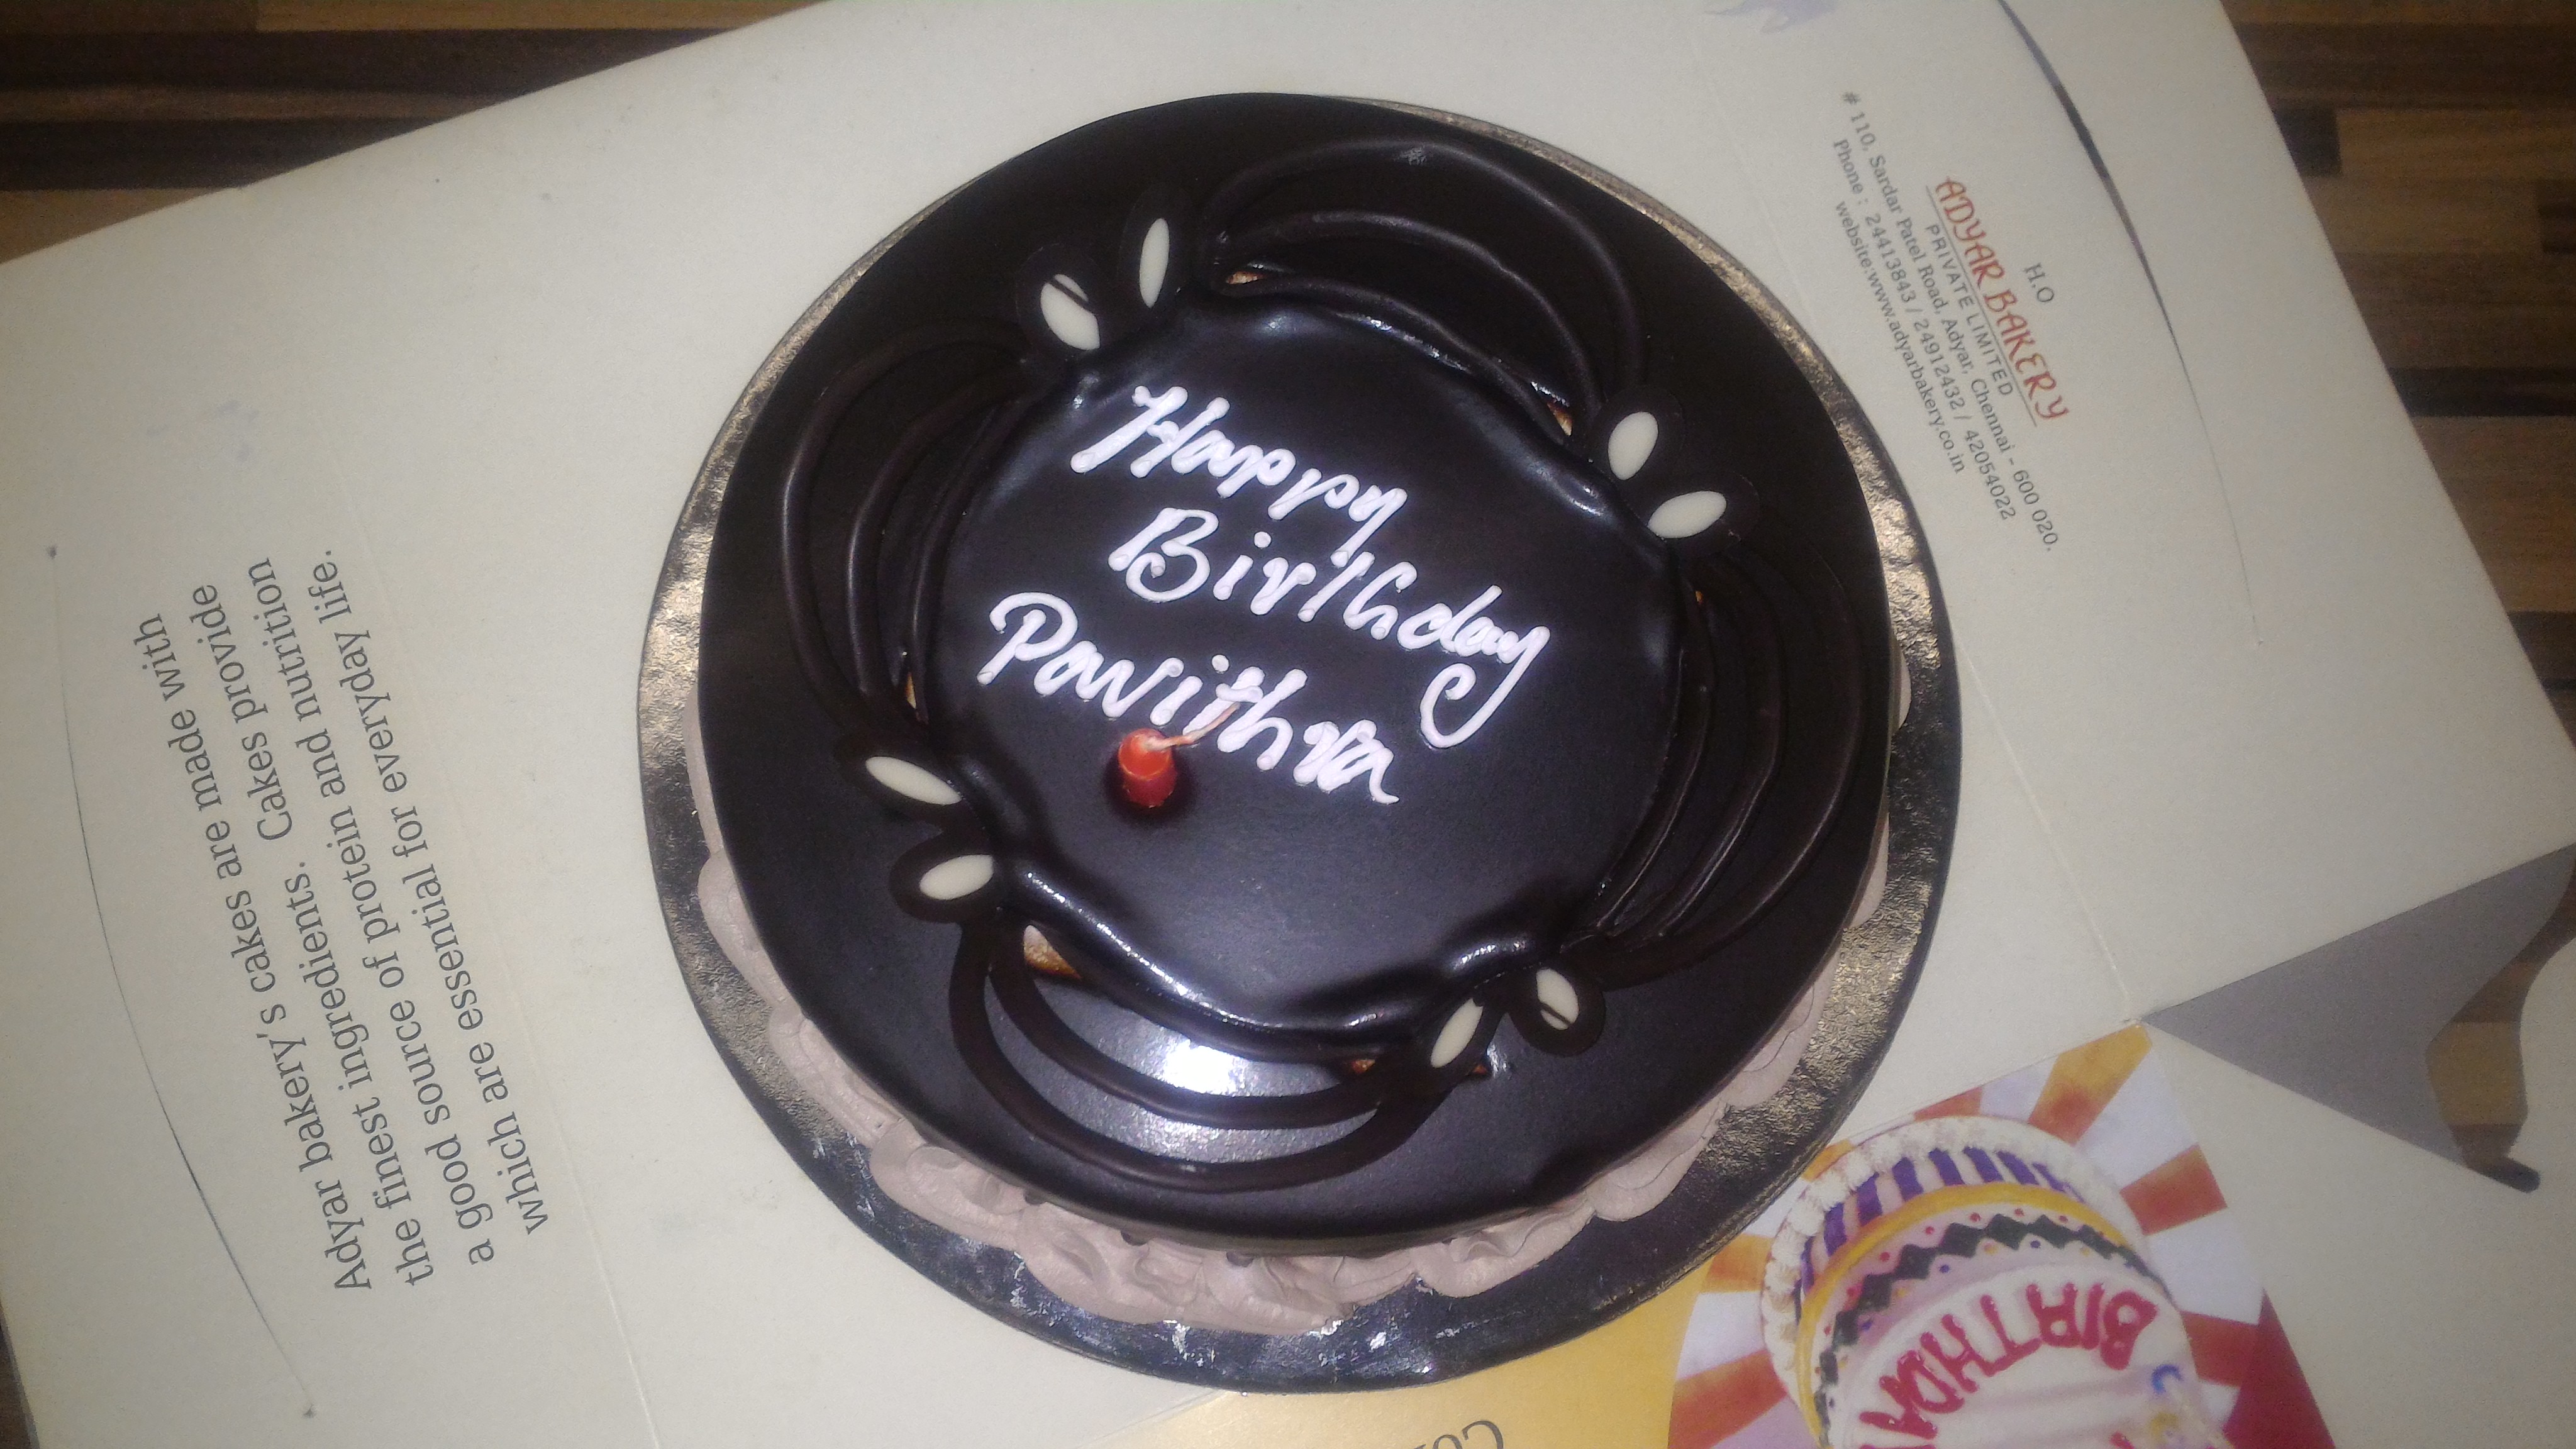 Adyar bakery's cakes are made with
the finest ingredients. Cakes provide
a good source of protein and nutrition
which are essential for everyday life.
Happy
Birthday
Pavithra
H.O
ADYAR BAKERY
PRIVATE LIMITED
# 110, Sardar Patel Road, Adyar, Chennai - 600 020.
Phone : 24413843 / 24912432 / 42054022
website:www.adyarbakery.co.in
BIRTHDAY